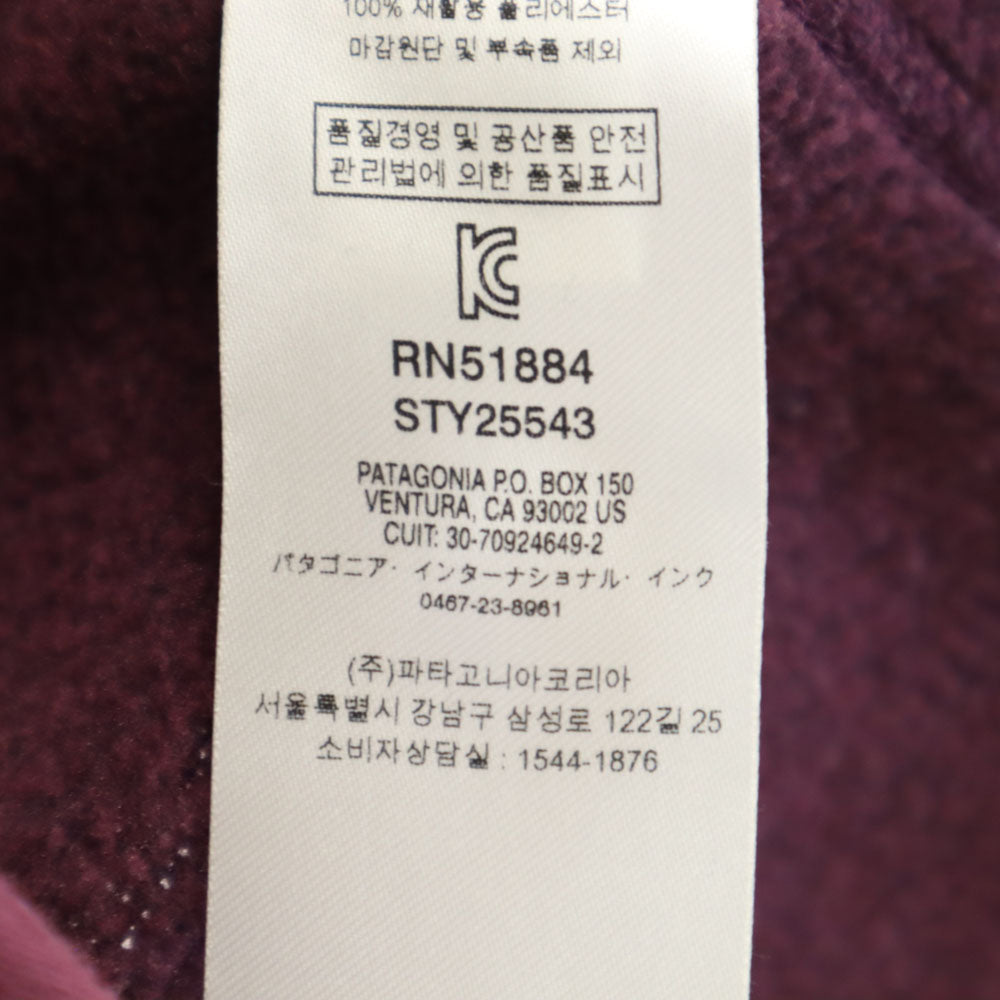 100% 재활용 폴리에스터
마감원단 및 부속품 제외
품질경영 및 공산품 안전
관리법에 의한 품질표시
KC
RN51884
STY25543
PATAGONIA P.O. BOX 150
VENTURA, CA 93002 US
CUIT: 30-70924649-2
パタゴニア・インターナショナル・インク
0467-23-8961
(주)파타고니아코리아
서울특별시 강남구 삼성로 122길 25
소비자상담실 : 1544-1876